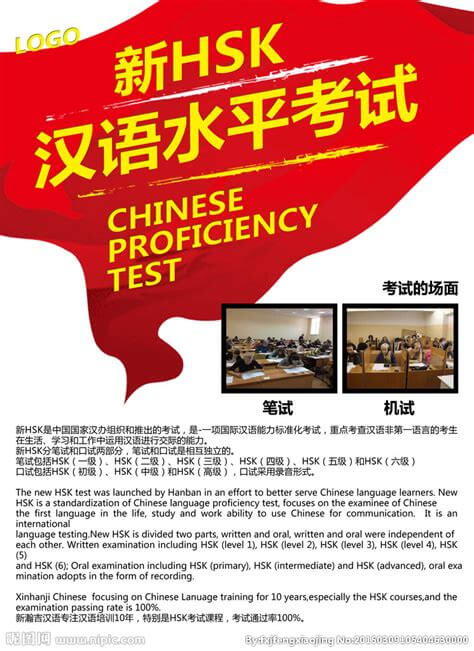 LOGO
新HSK
汉语水平考试
CHINESE
PROFICIENCY
TEST
考试的场面
笔试
机试
新HSK是中国国家汉办组织和推出的考试，是-一项国际汉语能力标准化考试，重点考查汉语非第一语言的考生
在生活、学习和工作中运用汉语进行交际的能力。
新HSK分笔试和口试两部分，笔试和口试是相互独立的。
笔试包括HSK（一级）、HSK（二级）、HSK（三级）、HSK（四级）、HSK（五级）和HSK（六级）
口试包括HSK（初级）、HSK（中级）和HSK（高级），口试采用录音形式。
The new HSK test was launched by Hanban in an effort to better serve Chinese language learners. New
HSK is a standardization of Chinese language proficiency test, focuses on the examinee of Chinese
the first language in the life, study and work ability to use Chinese for communication. It is an
international
language testing.New HSK is divided two parts, written and oral, written and oral were independent of
each other. Written examination including HSK (level 1), HSK (level 2), HSK (level 3), HSK (level 4), HSK
(5)
and HSK (6); Oral examination including HSK (primary), HSK (intermediate) and HSK (advanced), oral exa
mination adopts in the form of recording.
Xinhanji Chinese focusing on Chinese Lanuage training for 10 years,especially the HSK courses,and the
examination passing rate is 100%.
新瀚吉汉语专注汉语培训10年，特别是HSK考试课程，考试通过率100%。
昵图网 www.nipic.com
By:fxjfengxiaojing No:20150309105404630000